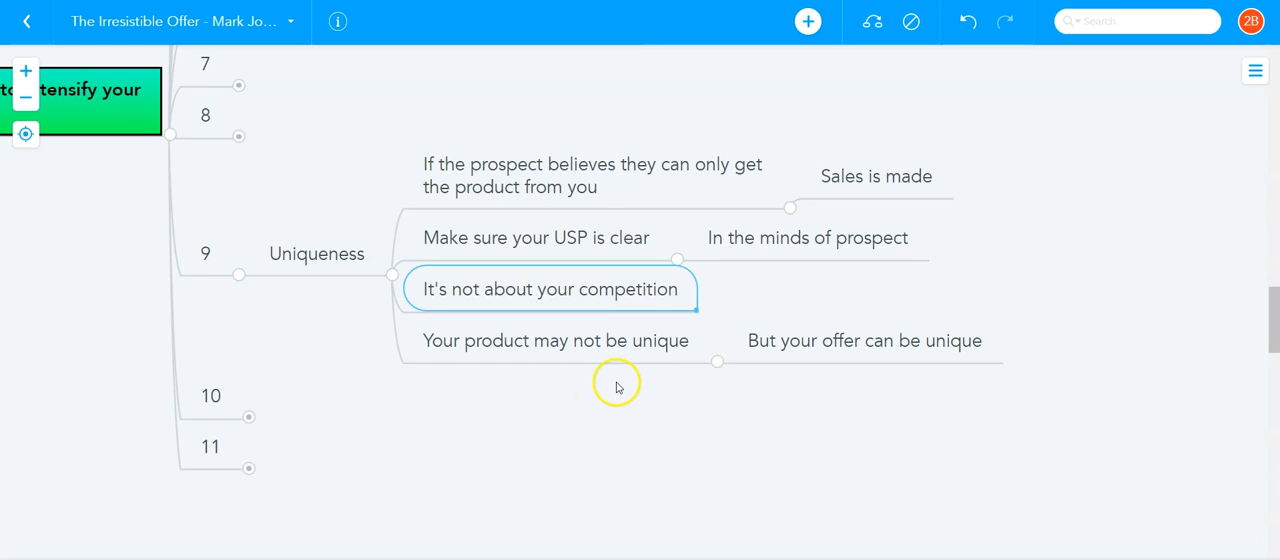 The Irresistible Offer - Mark Jo...
Search
2B
tensify your
7
8
9
Uniqueness
If the prospect believes they can only get
the product from you
Sales is made
Make sure your USP is clear
In the minds of prospect
It's not about your competition
Your product may not be unique
But your offer can be unique
10
11